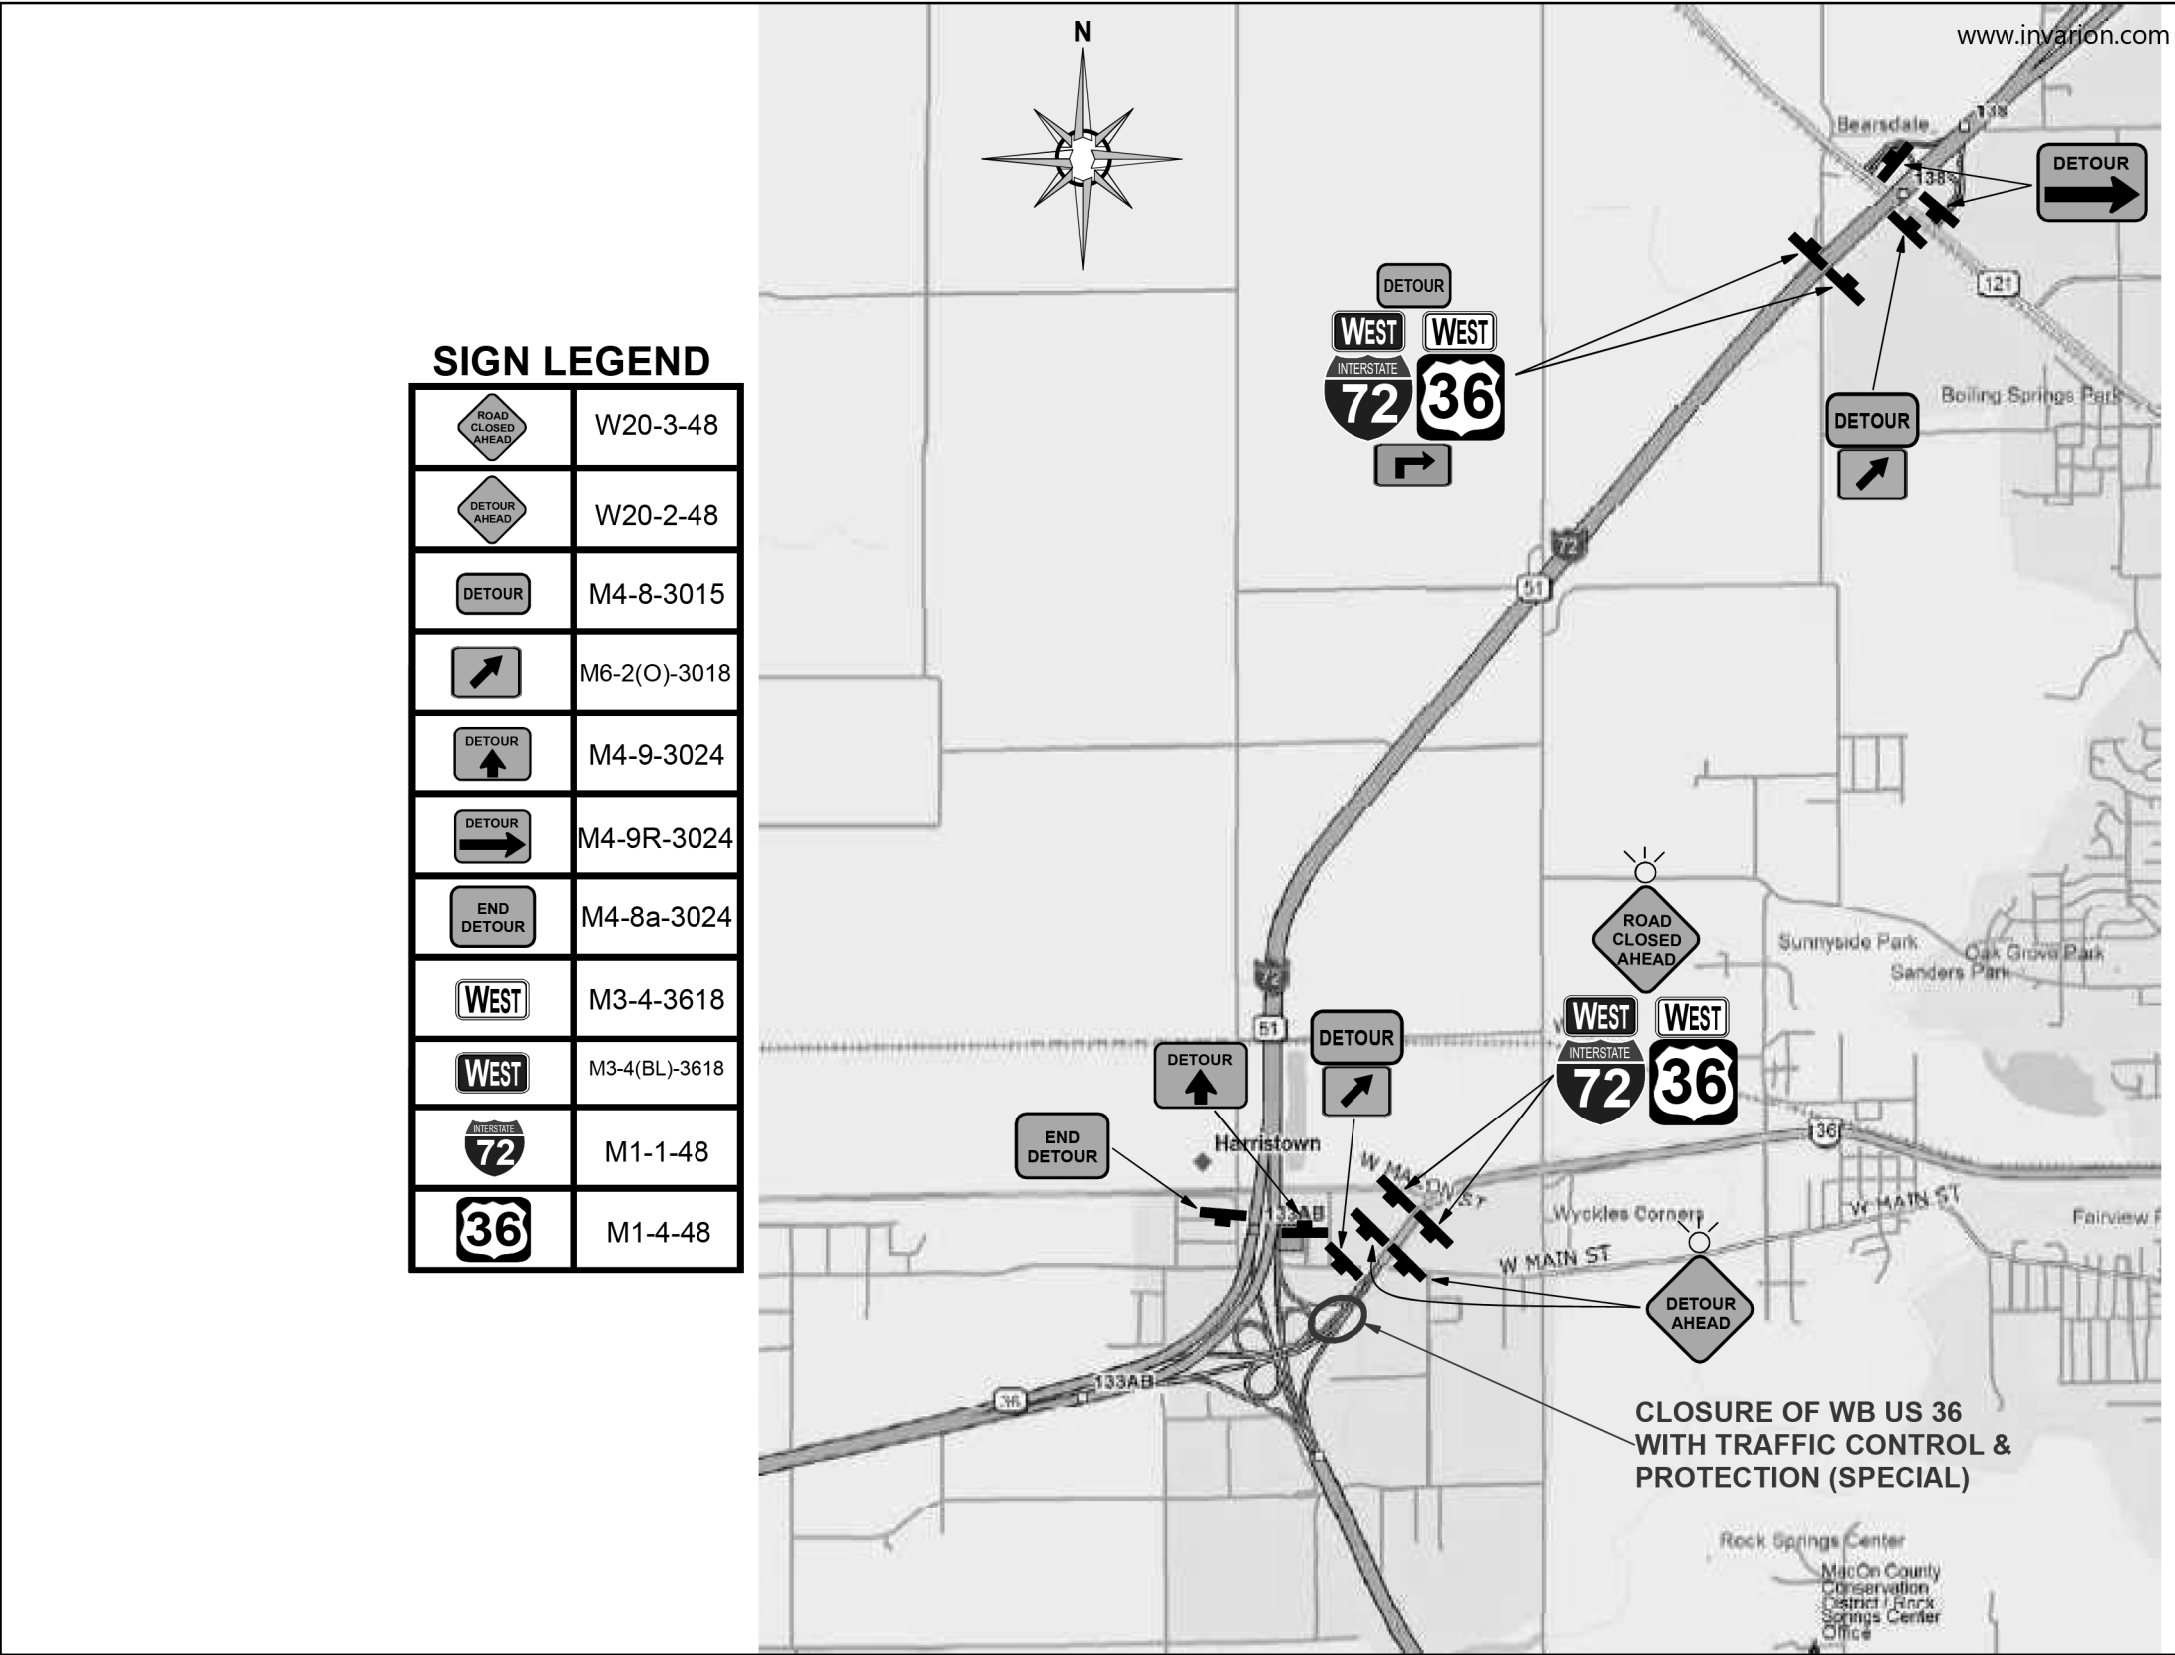 www.invarion.com
N
SIGN LEGEND
ROAD
CLOSED
AHEAD
W20-3-48
DETOUR
AHEAD
W20-2-48
DETOUR
M4-8-3015
M6-2(O)-3018
DETOUR
M4-9-3024
DETOUR
M4-9R-3024
END
DETOUR
M4-8a-3024
WEST
M3-4-3618
WEST
M3-4(BL)-3618
INTERSTATE
72
M1-1-48
36
M1-4-48
138
Bearsdale
138
DETOUR
121
DETOUR
WEST WEST
INTERSTATE
72 36
Boiling Springs Park
DETOUR
72
51
ROAD
CLOSED
AHEAD
Sunnyside Park
Oak Grove Park
Sanders Park
72
51
DETOUR
DETOUR
WEST WEST
INTERSTATE
72 36
END
DETOUR
Harristown
36
W MAIN ST
133AB
Wyckles Corners
Fairview
W MAIN ST
DETOUR
AHEAD
133AB
36
CLOSURE OF WB US 36
WITH TRAFFIC CONTROL &
PROTECTION (SPECIAL)
Rock Springs Center
MacOn County
Conservation
District / Rock
Springs Center
Office